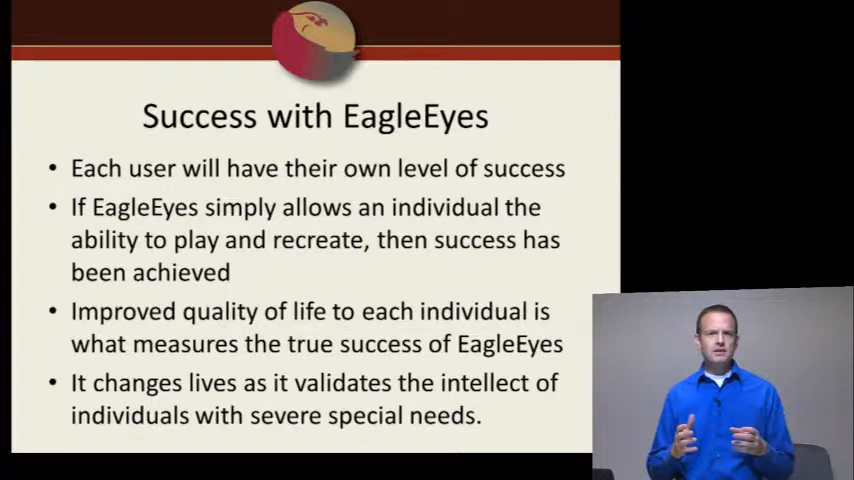 Success with EagleEyes
• Each user will have their own level of success
• If EagleEyes simply allows an individual the
ability to play and recreate, then success has
been achieved
• Improved quality of life to each individual is
what measures the true success of EagleEyes
• It changes lives as it validates the intellect of
individuals with severe special needs.